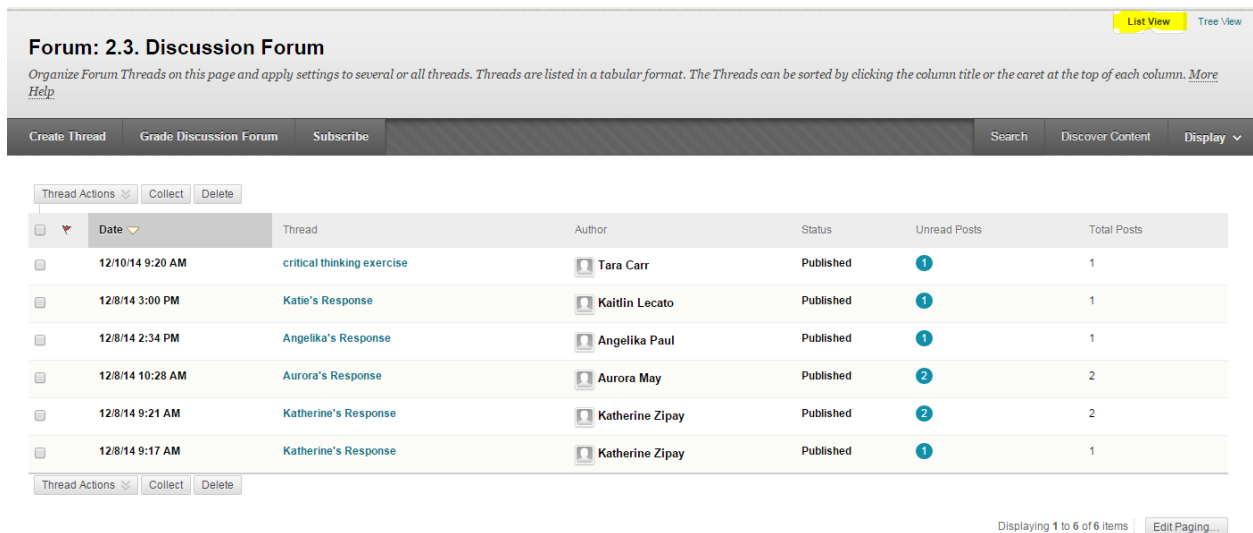 List View Tree View
Forum: 2.3. Discussion Forum
Organize Forum Threads on this page and apply settings to several or all threads. Threads are listed in a tabular format. The Threads can be sorted by clicking the column title or the caret at the top of each column. More
Help
Create Thread Grade Discussion Forum Subscribe Search Discover Content Display
Thread Actions Collect Delete
Date Thread Author Status Unread Posts Total Posts
12/10/14 9:20 AM critical thinking exercise Tara Carr Published 1 1
12/8/14 3:00 PM Katie's Response Kaitlin Lecato Published 1 1
12/8/14 2:34 PM Angelika's Response Angelika Paul Published 1 1
12/8/14 10:28 AM Aurora's Response Aurora May Published 2 2
12/8/14 9:21 AM Katherine's Response Katherine Zipay Published 2 2
12/8/14 9:17 AM Katherine's Response Katherine Zipay Published 1 1
Thread Actions Collect Delete
Displaying 1 to 6 of 6 items Edit Paging...